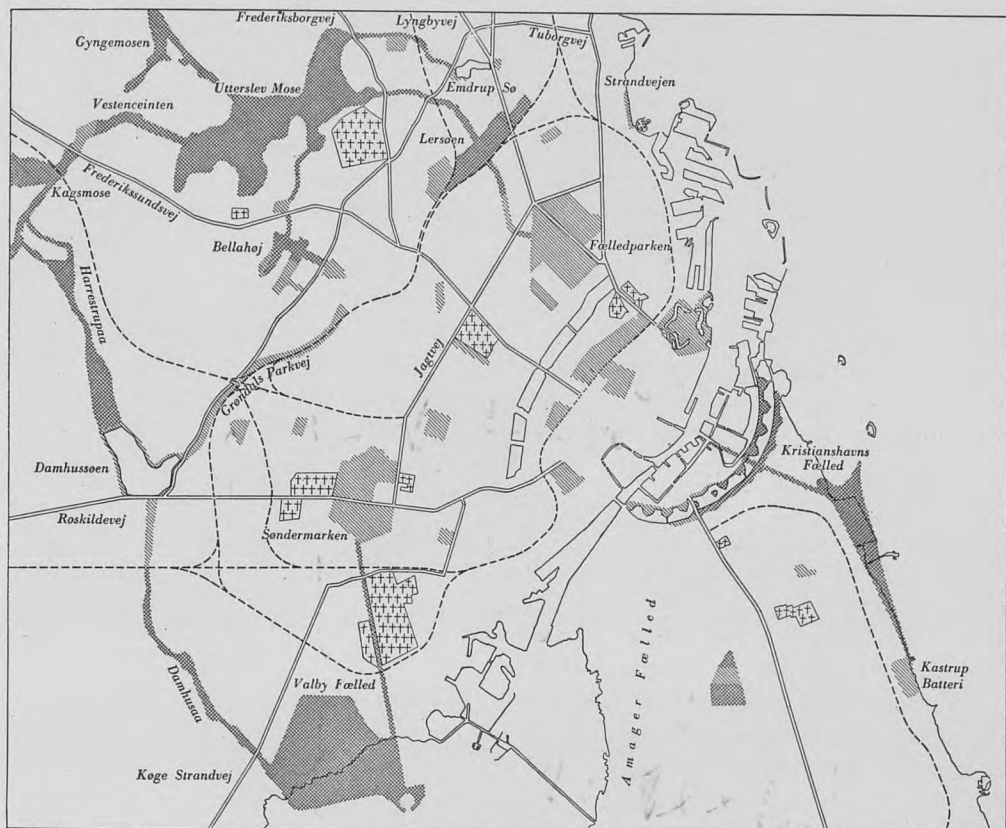 Frederiksborgvej
Lyngbyvej
Tuborgvej
Gyngemosen
Utterslev Mose
Emdrup Sø
Strandvejen
Vestenceinten
Lersøen
Kagsmose
Frederikssundsvej
Bellahøj
Fælledparken
Harrestrupaa
Jagtvej
Grøndals Parkvej
Damhussøen
Kristianshavns
Fælled
Roskildevej
Søndermarken
Amager Fælled
Kastrup
Batteri
Valby Fælled
Damhusaa
Køge Strandvej